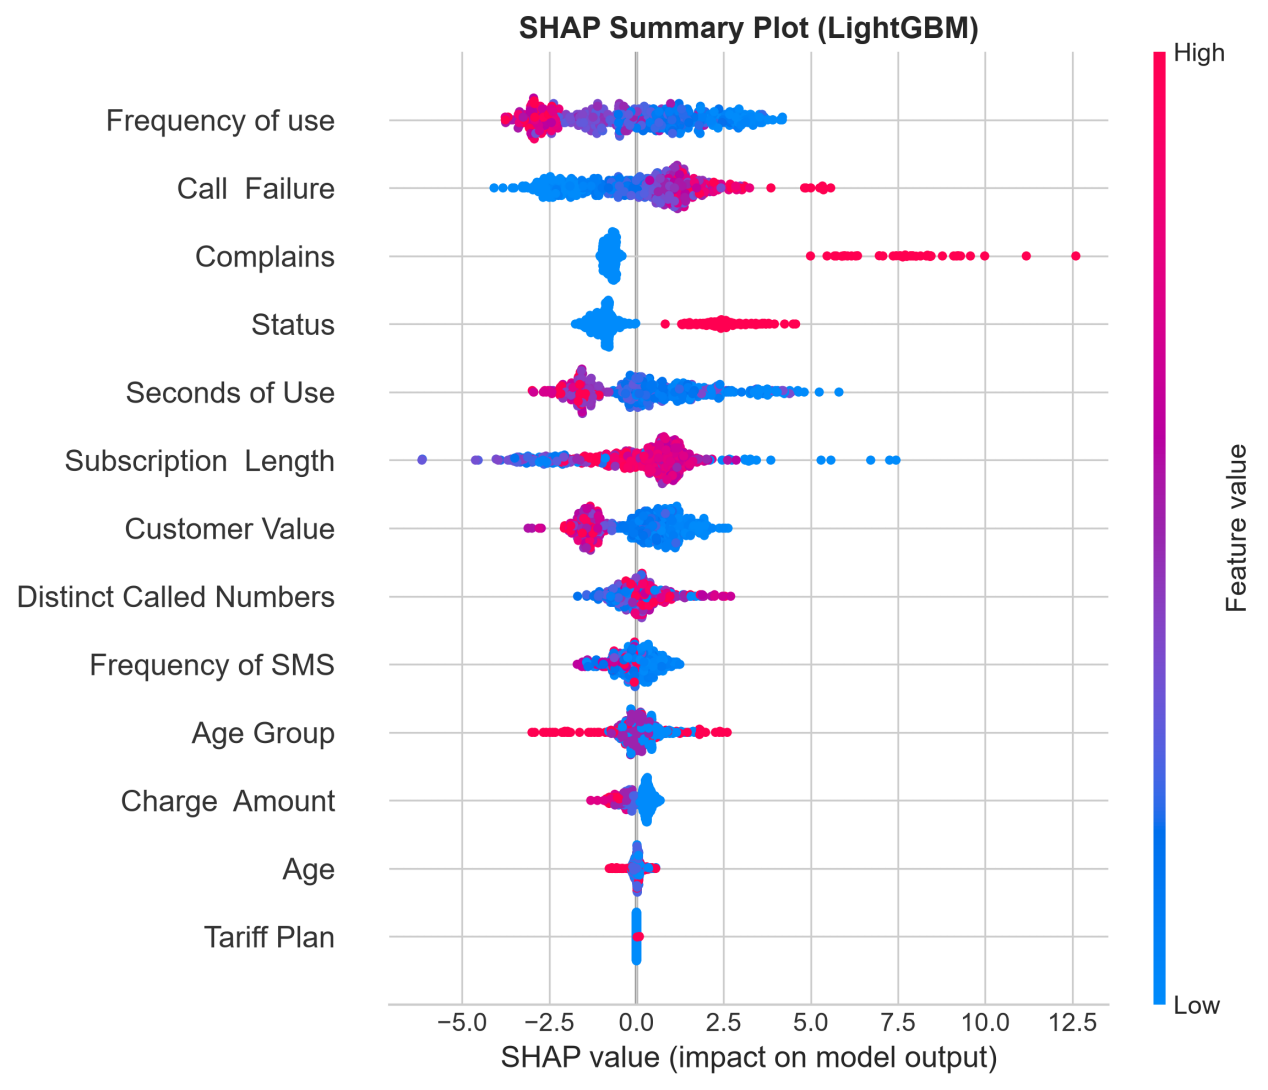 SHAP Summary Plot (LightGBM)
High
Frequency of use
Call  Failure
Complains
Status
Seconds of Use
Subscription  Length
Customer Value
Distinct Called Numbers
Frequency of SMS
Age Group
Charge  Amount
Age
Tariff Plan
Feature value
Low
−5.0 −2.5 0.0 2.5 5.0 7.5 10.0 12.5
SHAP value (impact on model output)